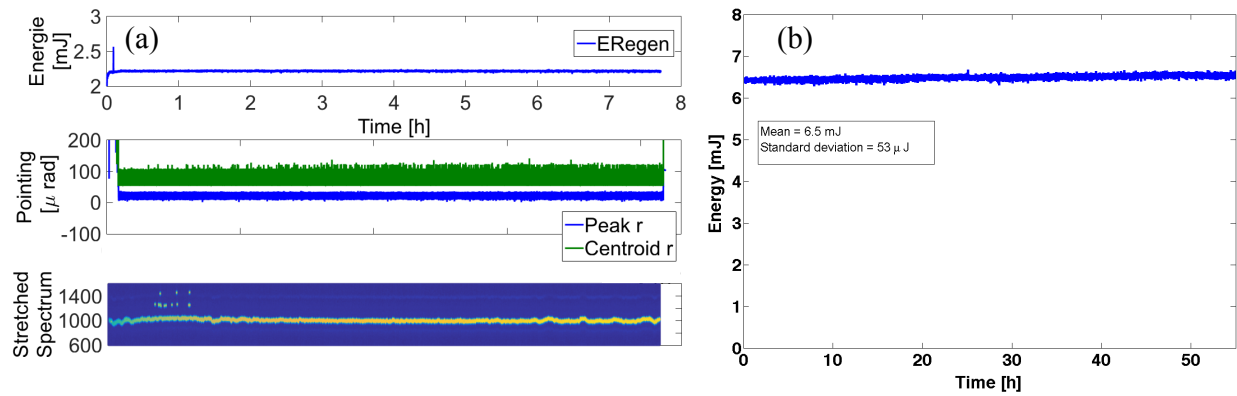 (a)
Energie
[mJ]
3
2.5
2
ERegen
0 1 2 3 4 5 6 7 8
Time [h]
Pointing
[μ rad]
200
100
0
-100
Peak r
Centroid r
Stretched
Spectrum
1400
1000
600
(b)
Energy [mJ]
8
7
6
5
4
3
2
1
0
Mean = 6.5 mJ
Standard deviation = 53 μ J
0 10 20 30 40 50
Time [h]